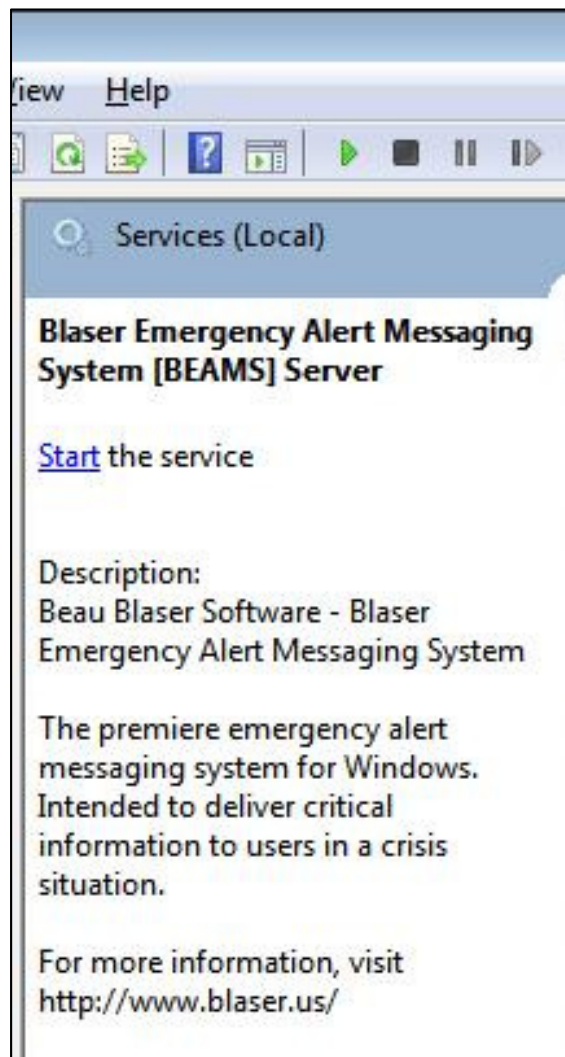 Help
Services (Local)
Blaser Emergency Alert Messaging
System [BEAMS] Server
Start the service
Description:
Beau Blaser Software - Blaser
Emergency Alert Messaging System
The premiere emergency alert
messaging system for Windows.
Intended to deliver critical
information to users in a crisis
situation.
For more information, visit
http://www.blaser.us/